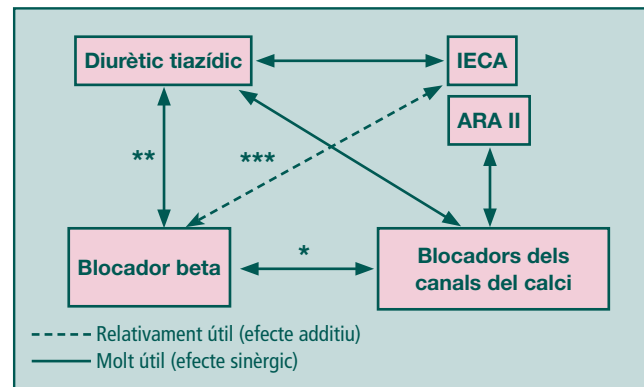 Diurètic tiazídic
IECA
ARA II
**
***
*
Blocador beta
Blocadors dels
canals del calci
Relativament útil (efecte additiu)
Molt útil (efecte sinèrgic)